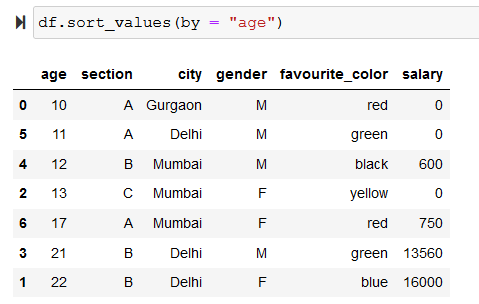 df.sort_values(by = "age")
age section city gender favourite_color salary
0 10 A Gurgaon M red 0
5 11 A Delhi M green 0
4 12 B Mumbai M black 600
2 13 C Mumbai F yellow 0
6 17 A Mumbai F red 750
3 21 B Delhi M green 13560
1 22 B Delhi F blue 16000